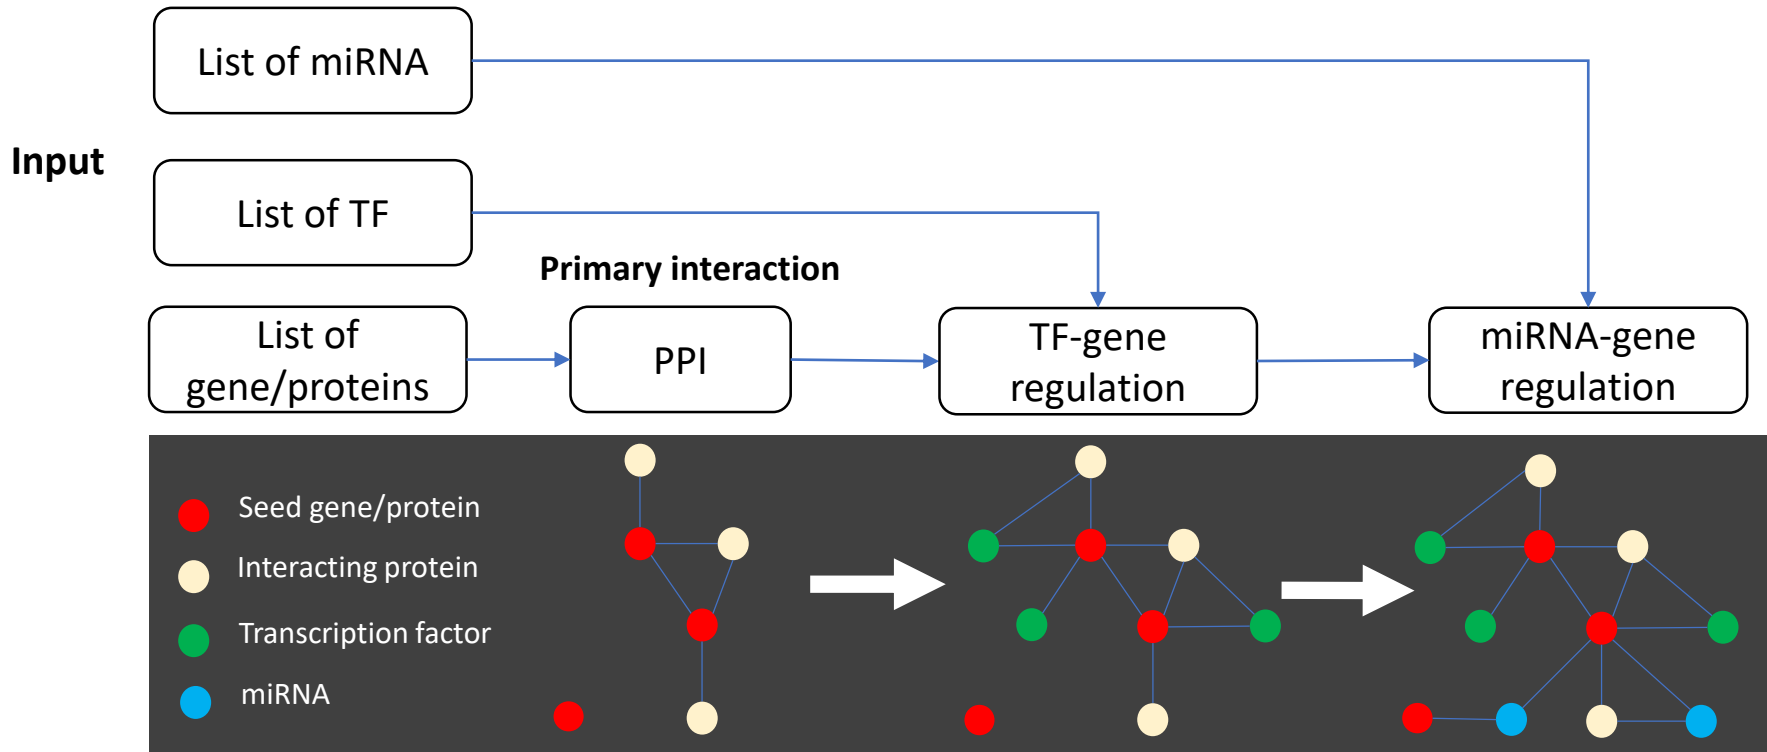 List of miRNA
Input
List of TF
Primary interaction
List of
gene/proteins
PPI
TF-gene
regulation
miRNA-gene
regulation
Seed gene/protein
Interacting protein
Transcription factor
miRNA